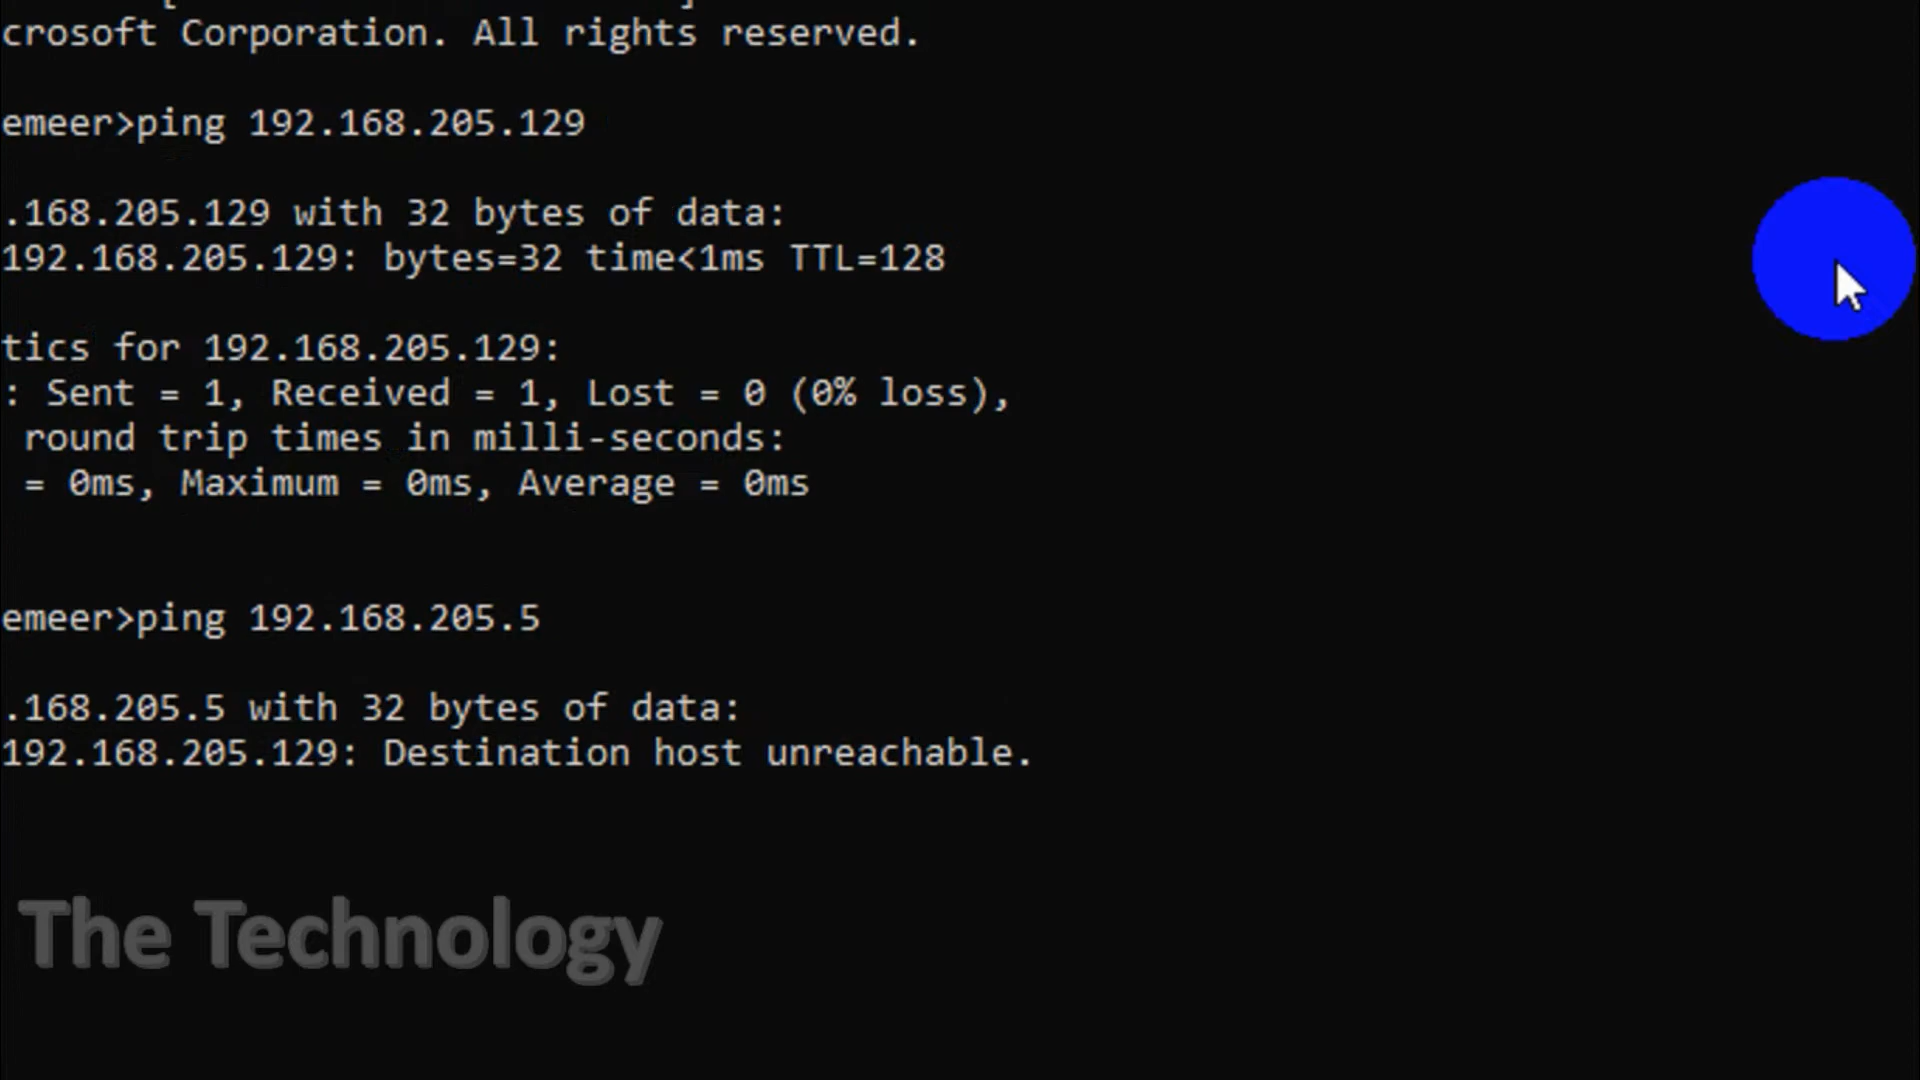 crosoft Corporation. All rights reserved.
emeer>ping 192.168.205.129
.168.205.129 with 32 bytes of data:
192.168.205.129: bytes=32 time<1ms TTL=128
tics for 192.168.205.129:
: Sent = 1, Received = 1, Lost = 0 (0% loss),
round trip times in milli-seconds:
= 0ms, Maximum = 0ms, Average = 0ms
emeer>ping 192.168.205.5
.168.205.5 with 32 bytes of data:
192.168.205.129: Destination host unreachable.
The Technology